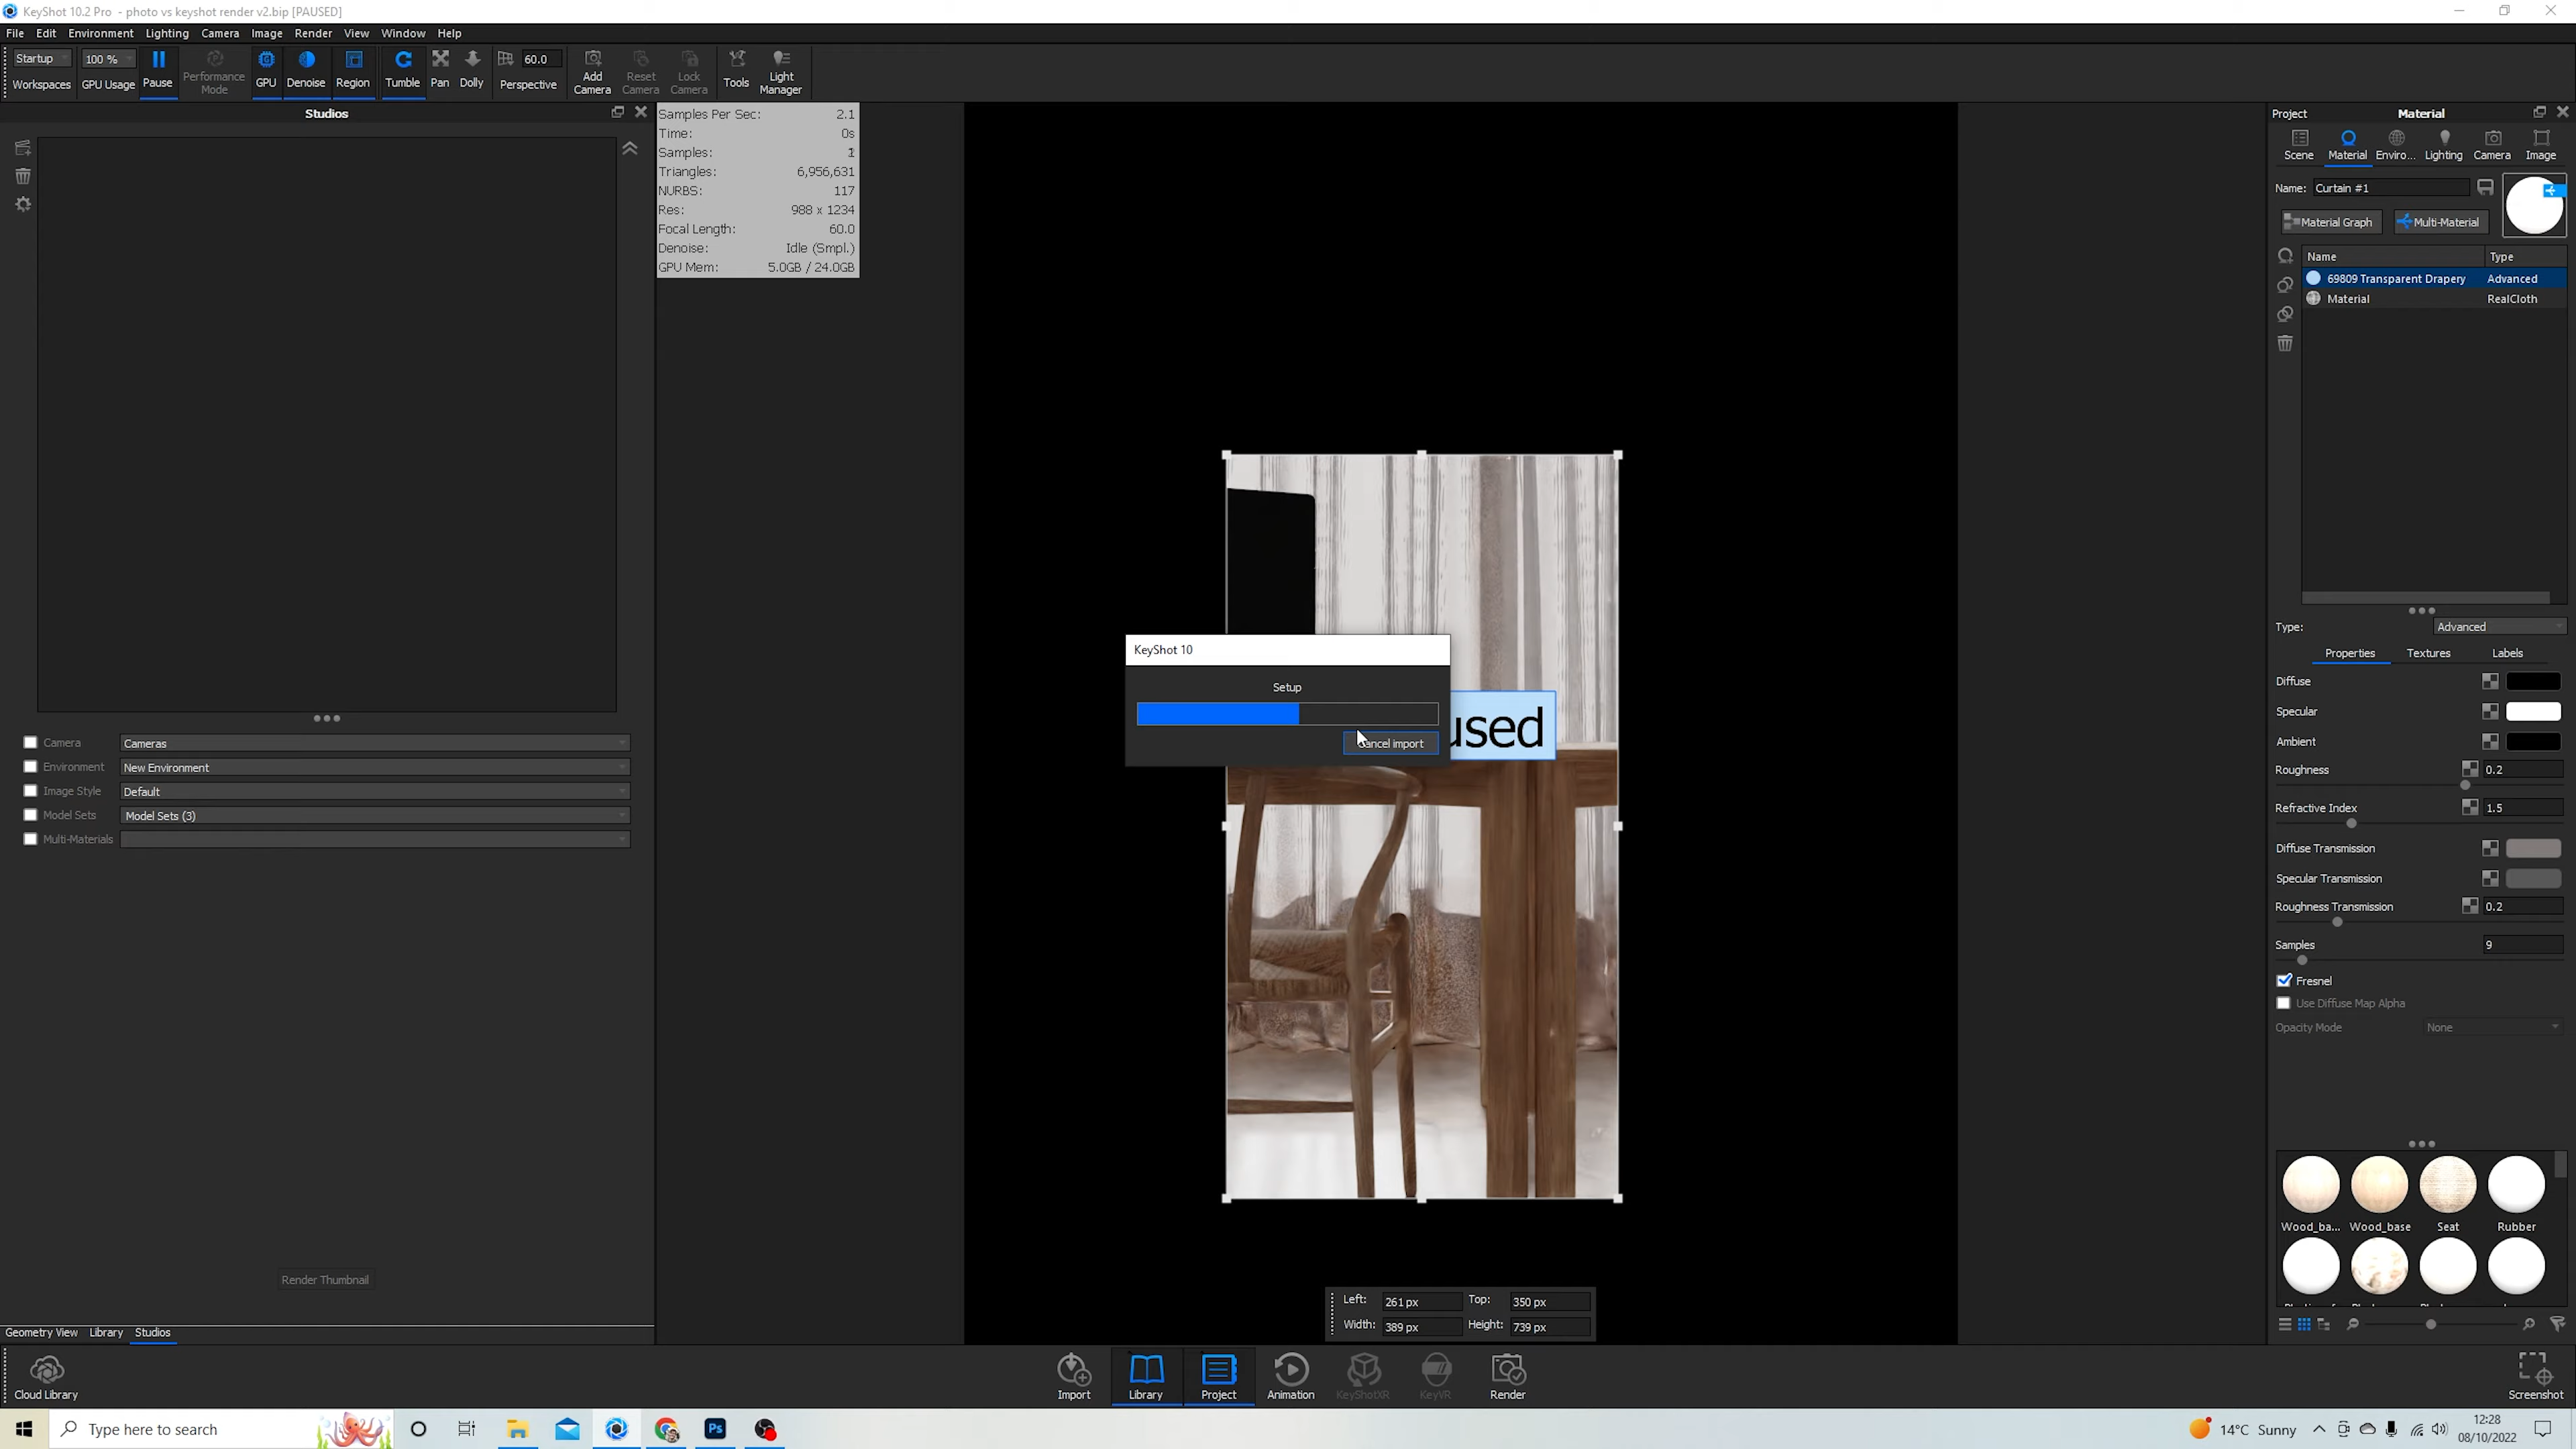 KeyShot 10.2 Pro - photo vs keyshot render v2.bip [PAUSED]
File Edit Environment Lighting Camera Image Render View Window Help
Startup 100 % 60.0
Workspaces GPU Usage Pause Performance Mode GPU Denoise Region Tumble Pan Dolly Perspective Add Camera Reset Camera Lock Camera Tools Light Manager
Studios
Samples Per Sec: 2.1
Time: 0s
Samples: 1
Triangles: 6,956,631
NURBS: 117
Res: 988 x 1234
Focal Length: 60.0
Denoise: Idle (Smpl.)
GPU Mem: 5.0GB / 24.0GB
Camera Cameras
Environment New Environment
Image Style Default
Model Sets Model Sets (3)
Multi-Materials
Render Thumbnail
Geometry View Library Studios
KeyShot 10
Setup
Cancel import
used
Left: 261 px Top: 350 px
Width: 389 px Height: 739 px
Project Material
Scene Material Enviro... Lighting Camera Image
Name: Curtain #1
Material Graph Multi-Material
Name Type
69809 Transparent Drapery Advanced
Material RealCloth
Type: Advanced
Properties Textures Labels
Diffuse
Specular
Ambient
Roughness 0.2
Refractive Index 1.5
Diffuse Transmission
Specular Transmission
Roughness Transmission 0.2
Samples 9
Fresnel
Use Diffuse Map Alpha
Opacity Mode None
Wood_ba... Wood_base Seat Rubber
Cloud Library Import Library Project Animation KeyShotXR KeyVR Render Screenshot
Type here to search Ps 14°C Sunny 12:28
08/10/2022